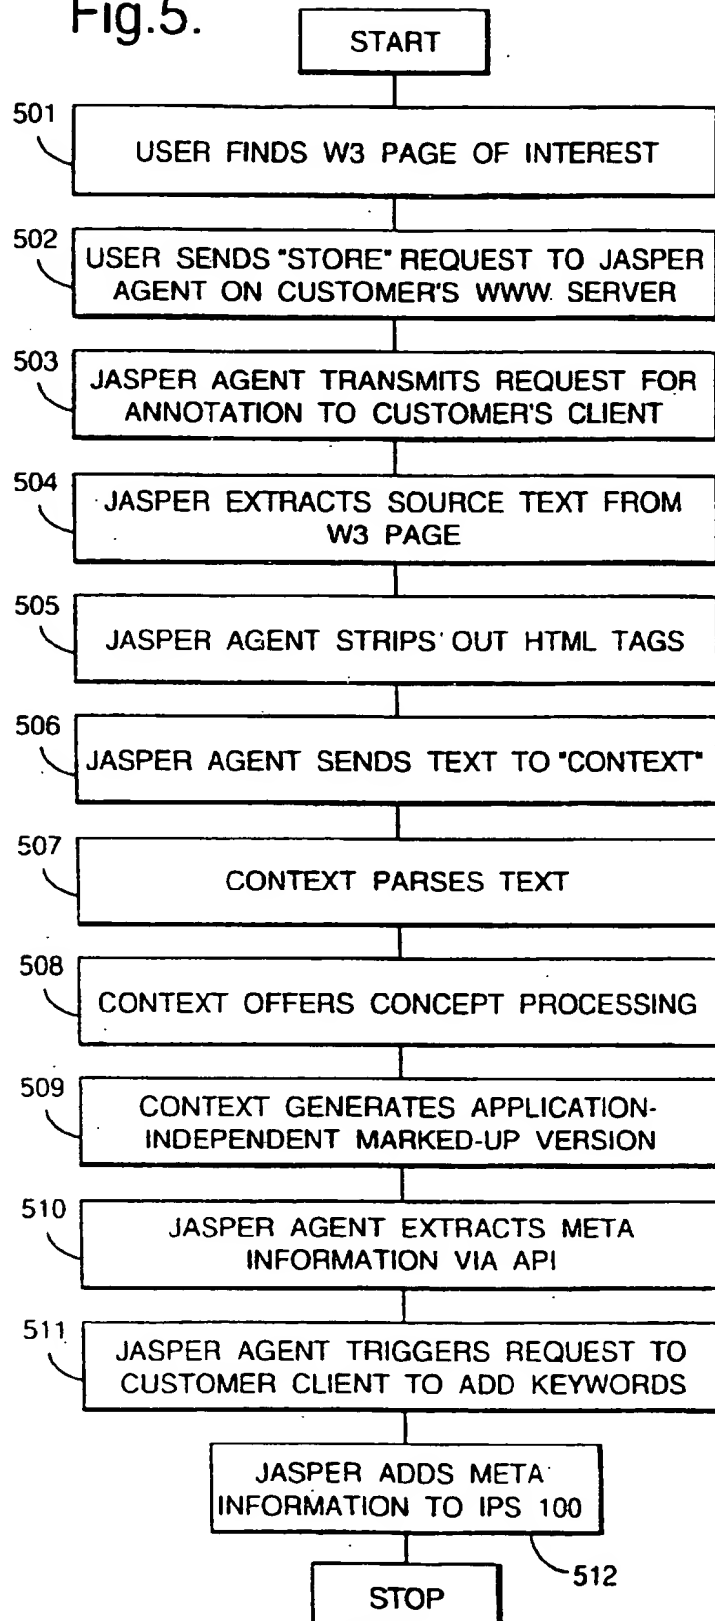 Fig.5.
START
501
USER FINDS W3 PAGE OF INTEREST
502
USER SENDS "STORE" REQUEST TO JASPER
AGENT ON CUSTOMER'S WWW SERVER
503
JASPER AGENT TRANSMITS REQUEST FOR
ANNOTATION TO CUSTOMER'S CLIENT
504
JASPER EXTRACTS SOURCE TEXT FROM
W3 PAGE
505
JASPER AGENT STRIPS OUT HTML TAGS
506
JASPER AGENT SENDS TEXT TO "CONTEXT"
507
CONTEXT PARSES TEXT
508
CONTEXT OFFERS CONCEPT PROCESSING
509
CONTEXT GENERATES APPLICATION-
INDEPENDENT MARKED-UP VERSION
510
JASPER AGENT EXTRACTS META
INFORMATION VIA API
511
JASPER AGENT TRIGGERS REQUEST TO
CUSTOMER CLIENT TO ADD KEYWORDS
JASPER ADDS META
INFORMATION TO IPS 100
512
STOP